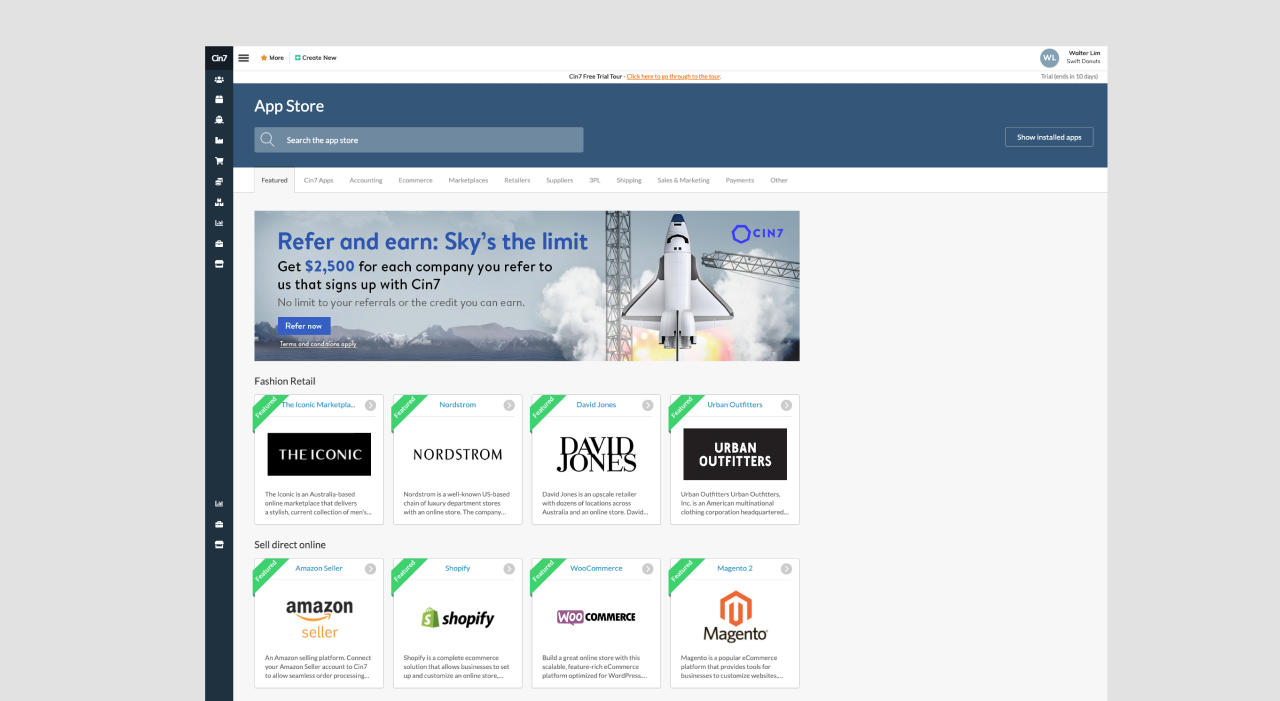 Cin7
More
Create New
WL
Walter Lim
Swift Donuts
Cin7 Free Trial Tour - Click here to go through to the tour.
Trial (ends in 10 days)
App Store
Search the app store
Show installed apps
Featured
Cin7 Apps
Accounting
Ecommerce
Marketplaces
Retailers
Suppliers
3PL
Shipping
Sales & Marketing
Payments
Other
Refer and earn: Sky's the limit
Get $2,500 for each company you refer to
us that signs up with Cin7
No limit to your referrals or the credit you can earn.
Refer now
Terms and conditions apply
CIN7
Fashion Retail
Featured
The Iconic Marketpla...
THE ICONIC
The Iconic is an Australia-based
online marketplace that delivers
a stylish, current collection of men's...
Featured
Nordstrom
NORDSTROM
Nordstrom is a well-known US-based
chain of luxury department stores
with an online store. The company...
Featured
David Jones
DAVID
JONES
David Jones is an upscale retailer
with dozens of locations across
Australia and an online store. David...
Featured
Urban Outfitters
URBAN
OUTFITTERS
Urban Outfitters Urban Outfitters,
Inc. is an American multinational
clothing corporation headquartered...
Sell direct online
Featured
Amazon Seller
amazon
seller
An Amazon selling platform. Connect
your Amazon Seller account to Cin7
to allow seamless order processing...
Featured
Shopify
shopify
Shopify is a complete ecommerce
solution that allows businesses to set
up and customize an online store,...
Featured
WooCommerce
WOO COMMERCE
Build a great online store with this
scalable, feature-rich eCommerce
platform optimized for WordPress....
Featured
Magento 2
Magento
Magento is a popular eCommerce
platform that provides tools for
businesses to customize websites,...